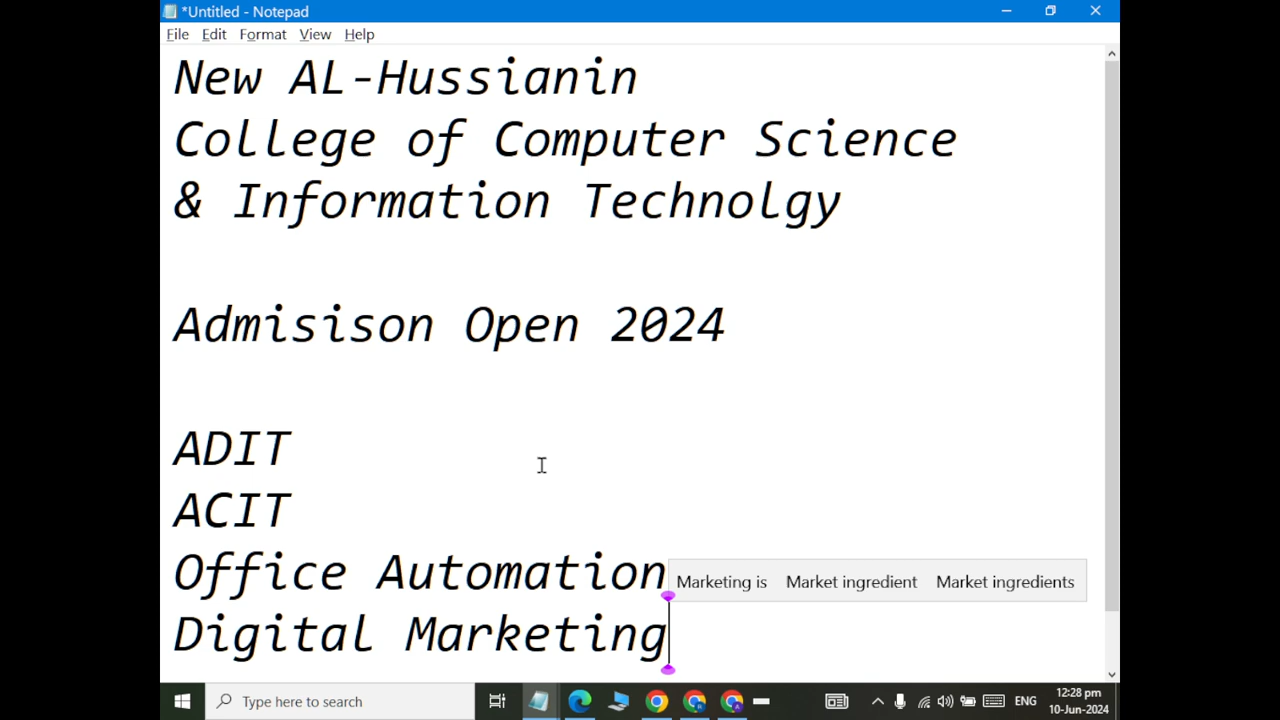 *Untitled - Notepad
File Edit Format View Help
New AL-Hussianin
College of Computer Science
& Information Technolgy
Admisison Open 2024
ADIT
ACIT
Office Automation
Marketing is Market ingredient Market ingredients
Digital Marketing
Type here to search
ENG
12:28 pm
10-Jun-2024